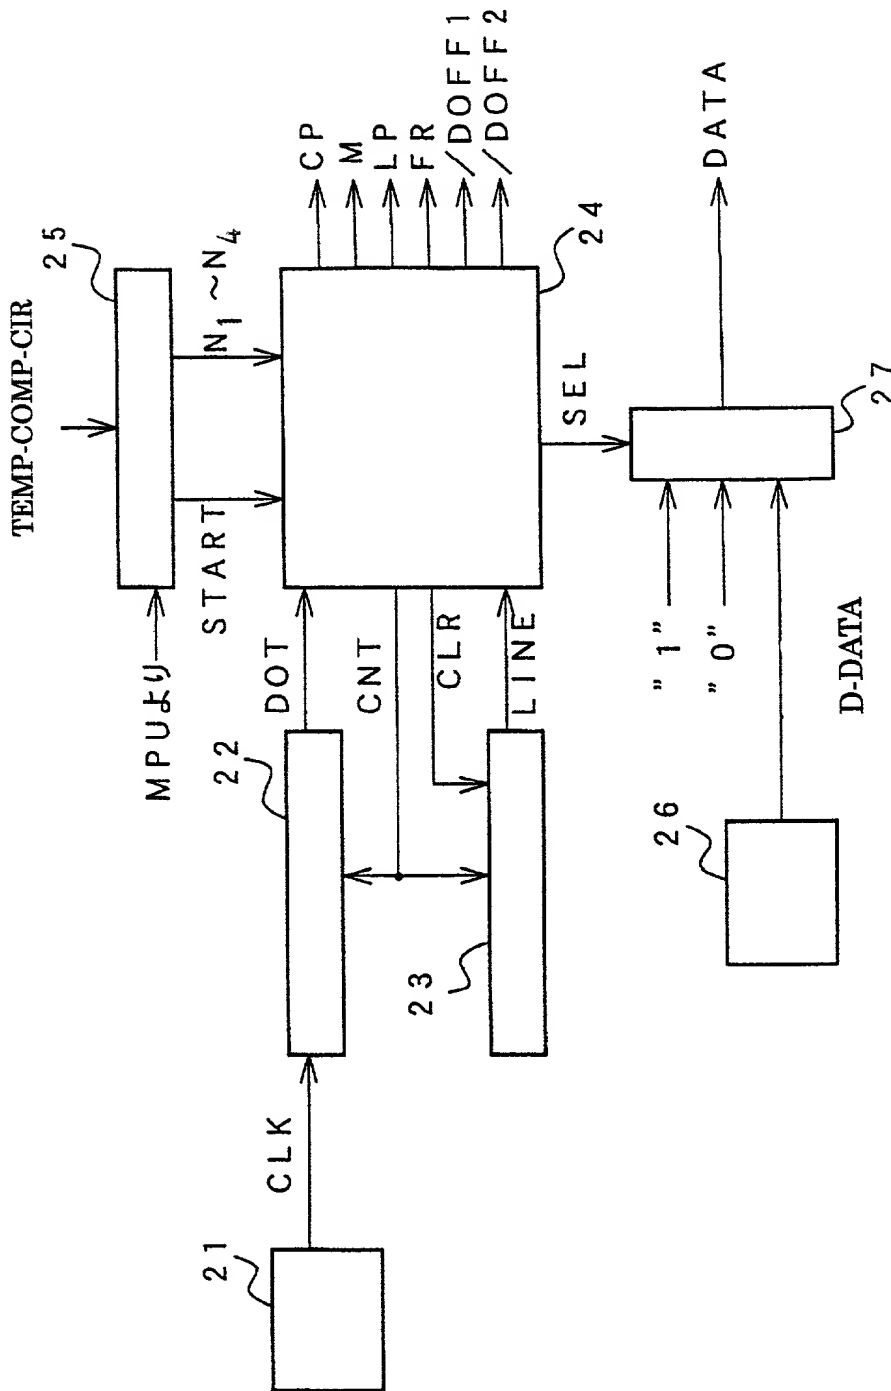 TEMP-COMP-CIR
25
MPUより
START
N1~N4
CP
M
LP
FR
/DOFF1
/DOFF2
24
21
CLK
22
DOT
CNT
CLR
23
LINE
SEL
26
D-DATA
"1"
"0"
27
DATA